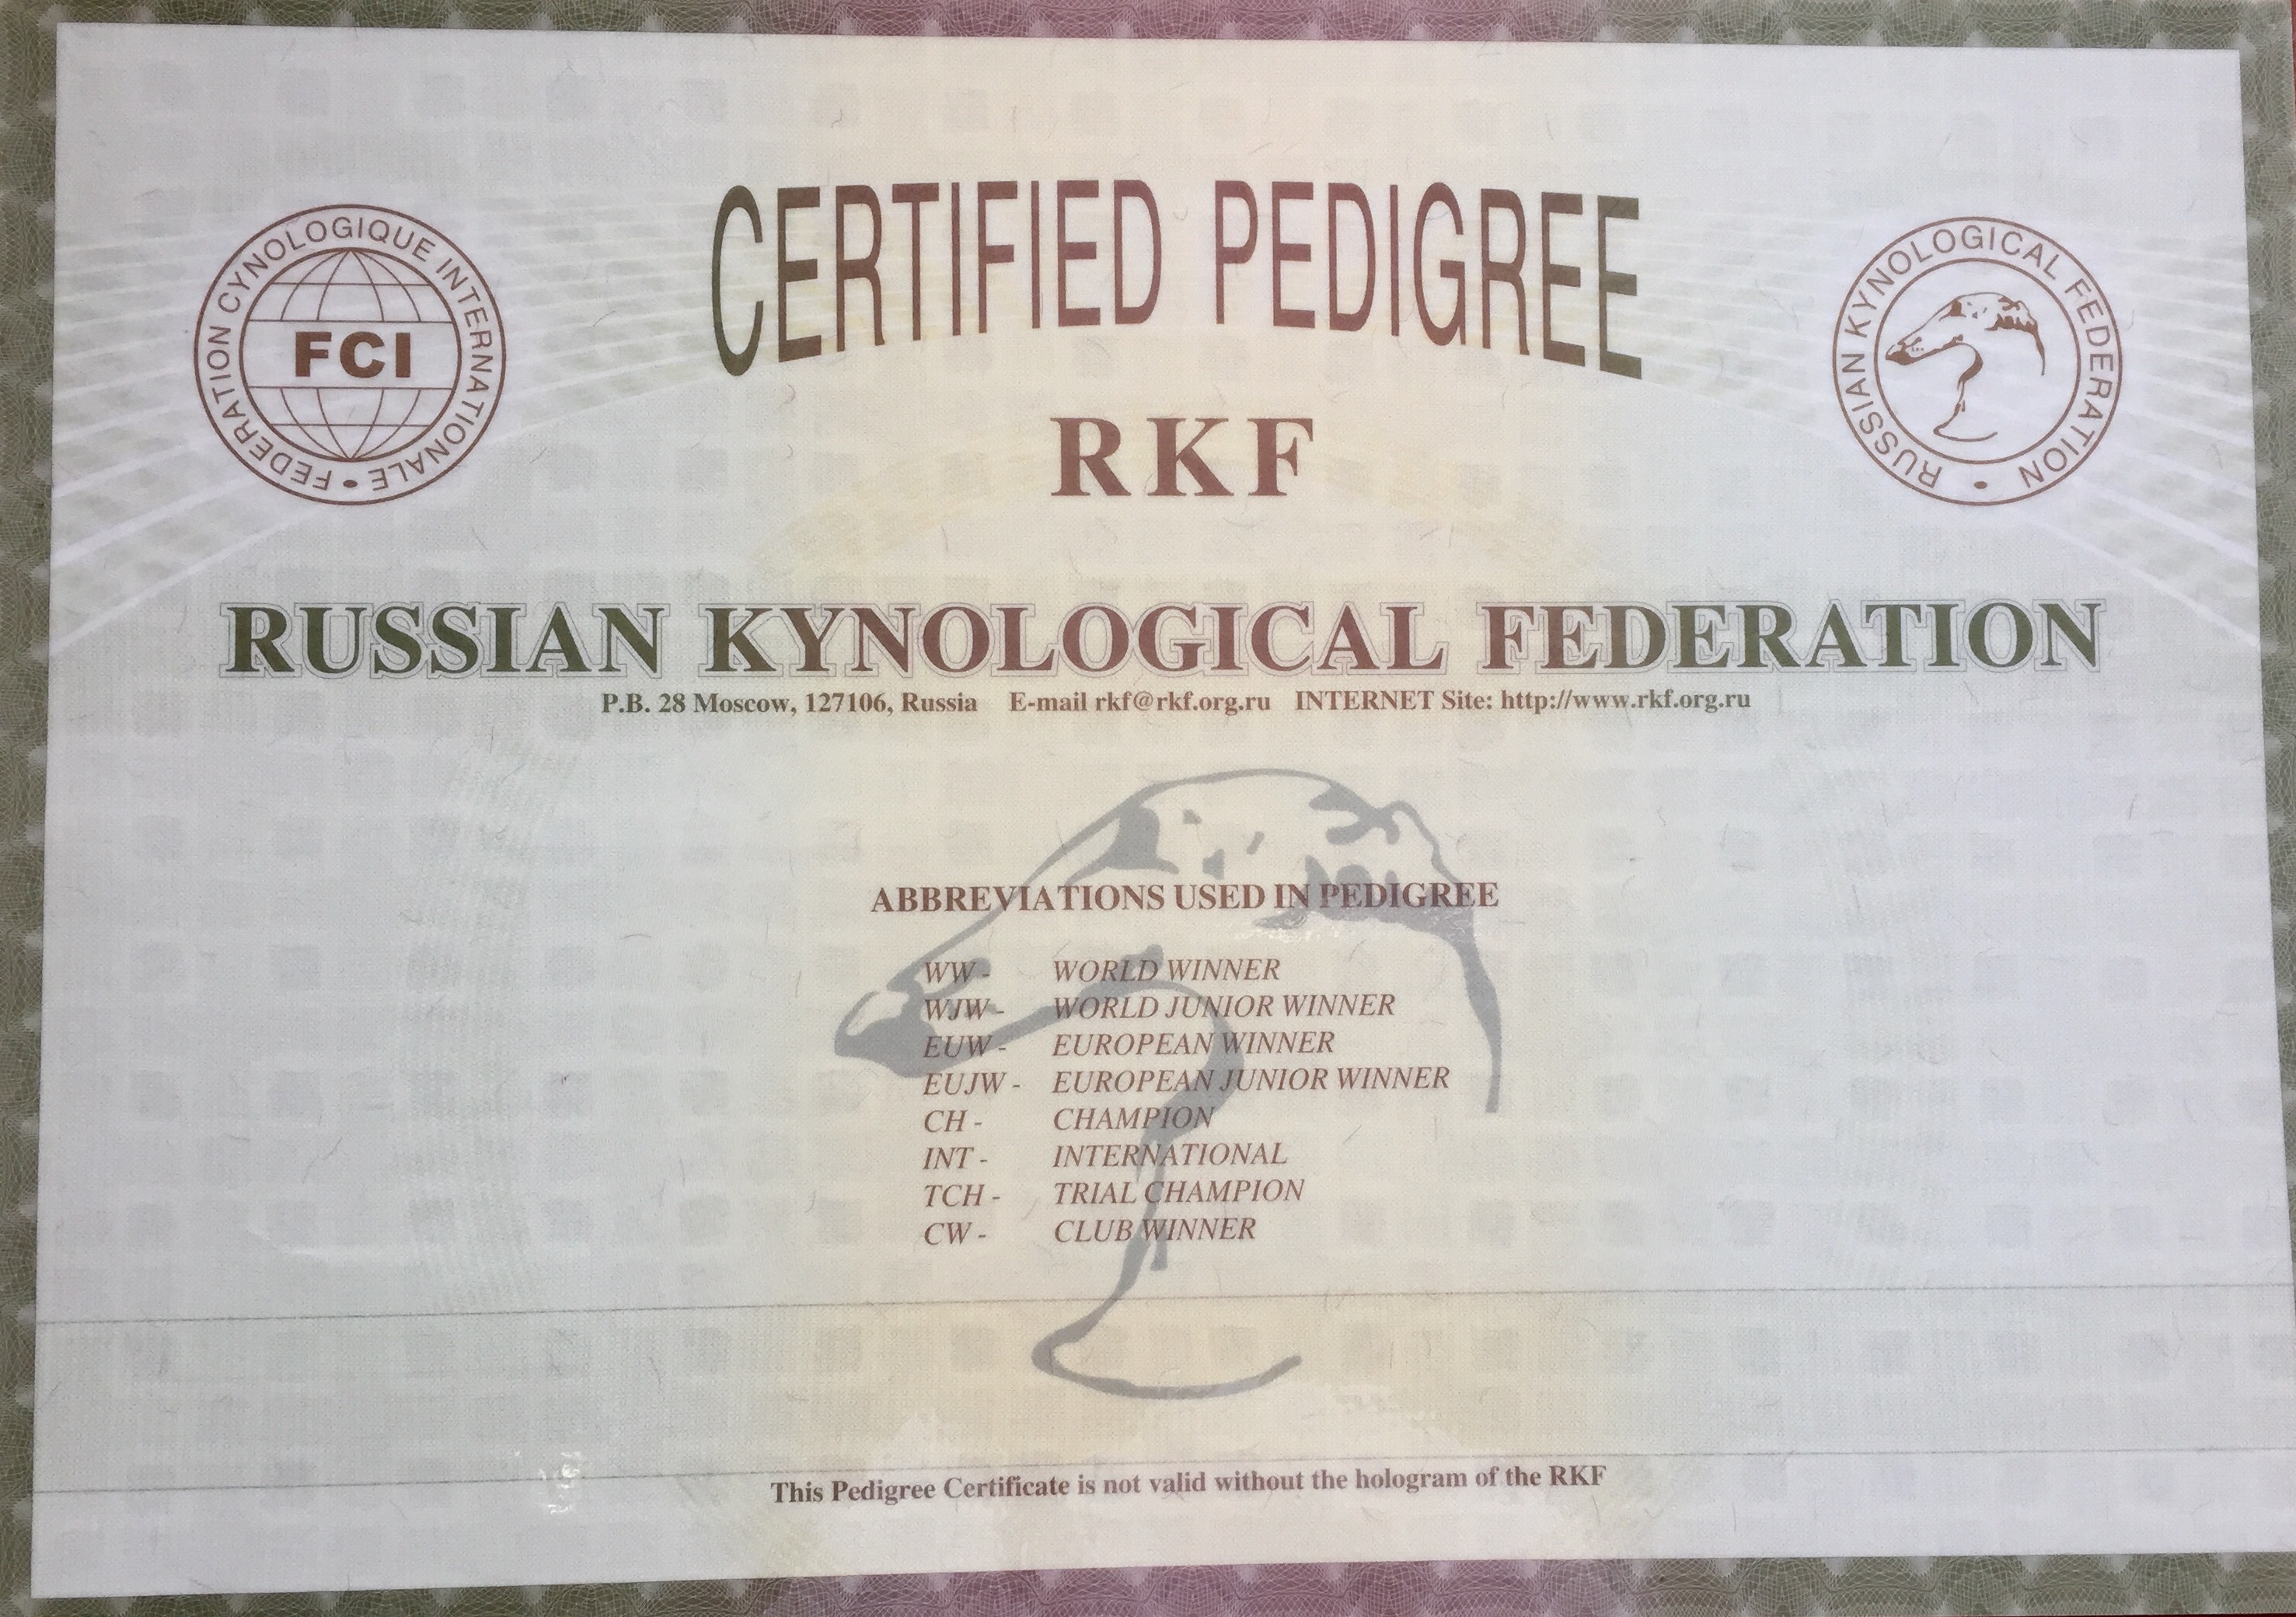 CERTIFIED PEDIGREE
FEDERATION CYNOLOGIQUE INTERNATIONALE •
FCI
RUSSIAN KYNOLOGICAL FEDERATION •
RKF
RUSSIAN KYNOLOGICAL FEDERATION
P.B. 28 Moscow, 127106, Russia E-mail rkf@rkf.org.ru INTERNET Site: http://www.rkf.org.ru
ABBREVIATIONS USED IN PEDIGREE
WW - WORLD WINNER
WJW - WORLD JUNIOR WINNER
EUW - EUROPEAN WINNER
EUJW - EUROPEAN JUNIOR WINNER
CH - CHAMPION
INT - INTERNATIONAL
TCH - TRIAL CHAMPION
CW - CLUB WINNER
This Pedigree Certificate is not valid without the hologram of the RKF